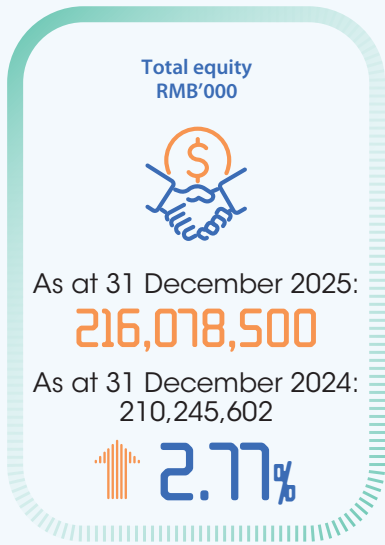 Total equity
RMB’000
$
As at 31 December 2025:
216,078,500
As at 31 December 2024:
210,245,602
2.77%